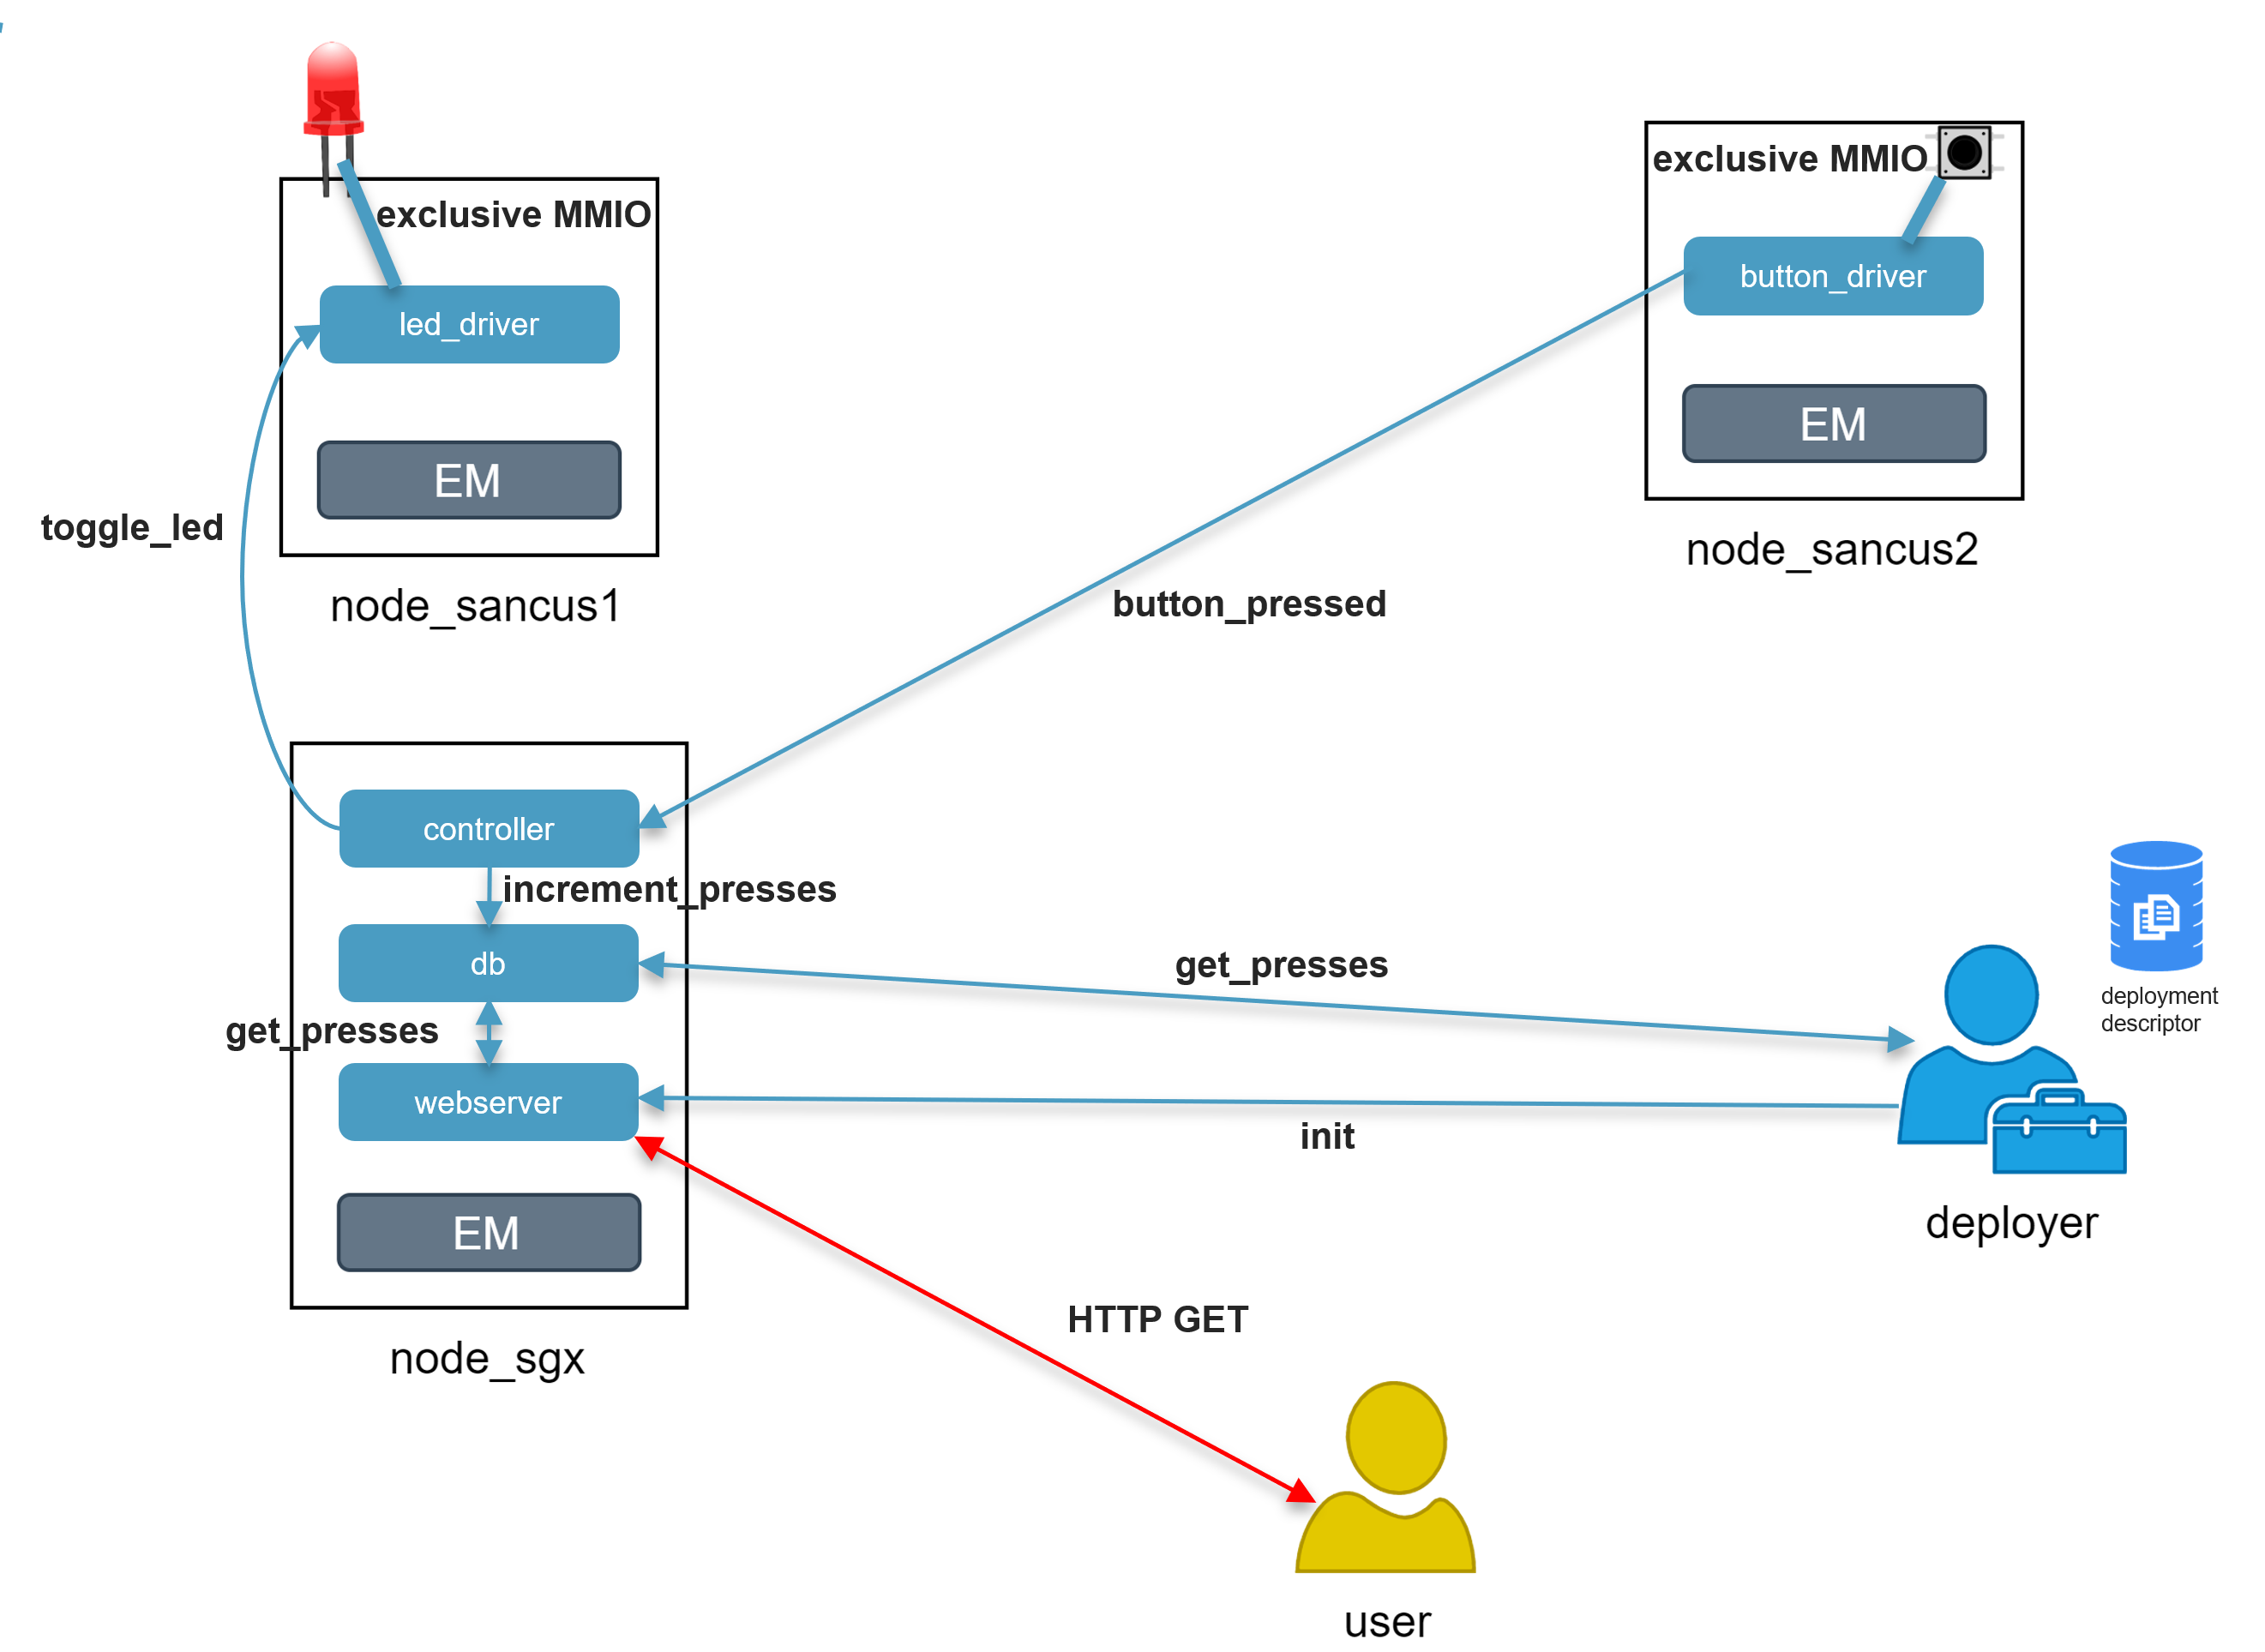 exclusive MMIO
led_driver
EM
node_sancus1
toggle_led
exclusive MMIO
button_driver
EM
node_sancus2
button_pressed
controller
increment_presses
db
get_presses
webserver
EM
node_sgx
get_presses
init
deployment
descriptor
deployer
HTTP GET
user